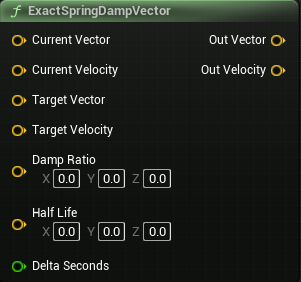 f ExactSpringDampVector
Current Vector Out Vector
Current Velocity Out Velocity
Target Vector
Target Velocity
Damp Ratio
X 0.0 Y 0.0 Z 0.0
Half Life
X 0.0 Y 0.0 Z 0.0
Delta Seconds